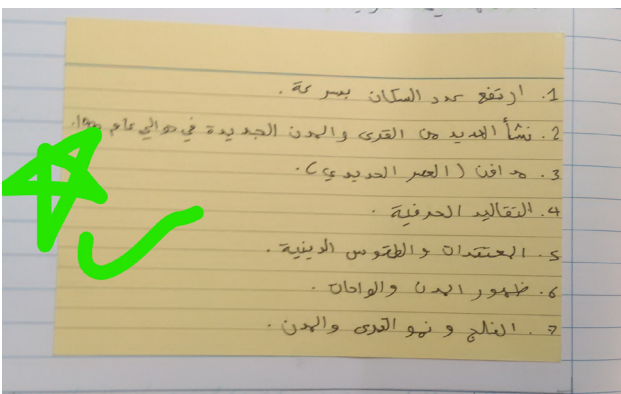 1. ارتفع عدد السكان بسرعة.
2. نشأ العديد من القرى والمدن الجديدة في حوالي عام
3. مدافن (العصر الحديدي).
4. التقاليد الحرفية.
5. المعتقدات والطقوس الدينية.
6. ظهور المدن والواحات.
7. الفلج و نمو القرى والمدن.